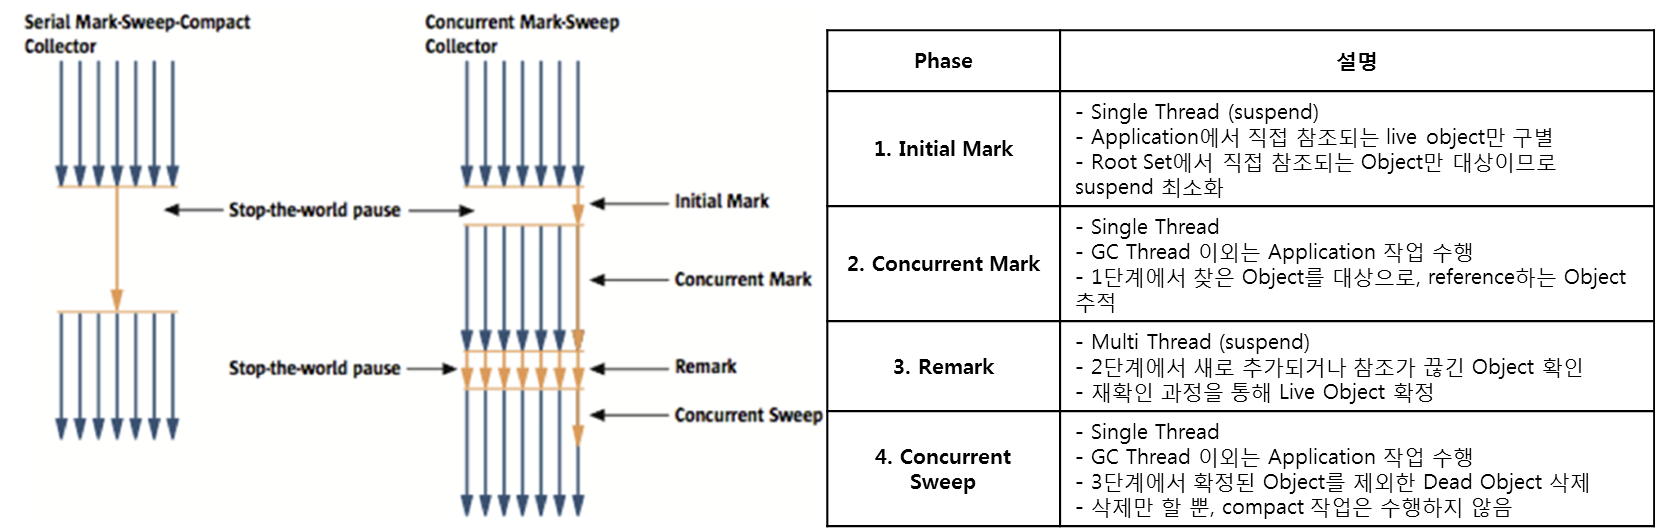 Serial Mark-Sweep-Compact
Collector
Concurrent Mark-Sweep
Collector
Stop-the-world pause
Initial Mark
Concurrent Mark
Stop-the-world pause
Remark
Concurrent Sweep
Phase
설명
1. Initial Mark
- Single Thread (suspend)
- Application에서 직접 참조되는 live object만 구별
- Root Set에서 직접 참조되는 Object만 대상이므로
suspend 최소화
2. Concurrent Mark
- Single Thread
- GC Thread 이외는 Application 작업 수행
- 1단계에서 찾은 Object를 대상으로, reference하는 Object
추적
3. Remark
- Multi Thread (suspend)
- 2단계에서 새로 추가되거나 참조가 끊긴 Object 확인
- 재확인 과정을 통해 Live Object 확정
4. Concurrent
Sweep
- Single Thread
- GC Thread 이외는 Application 작업 수행
- 3단계에서 확정된 Object를 제외한 Dead Object 삭제
- 삭제만 할 뿐, compact 작업은 수행하지 않음